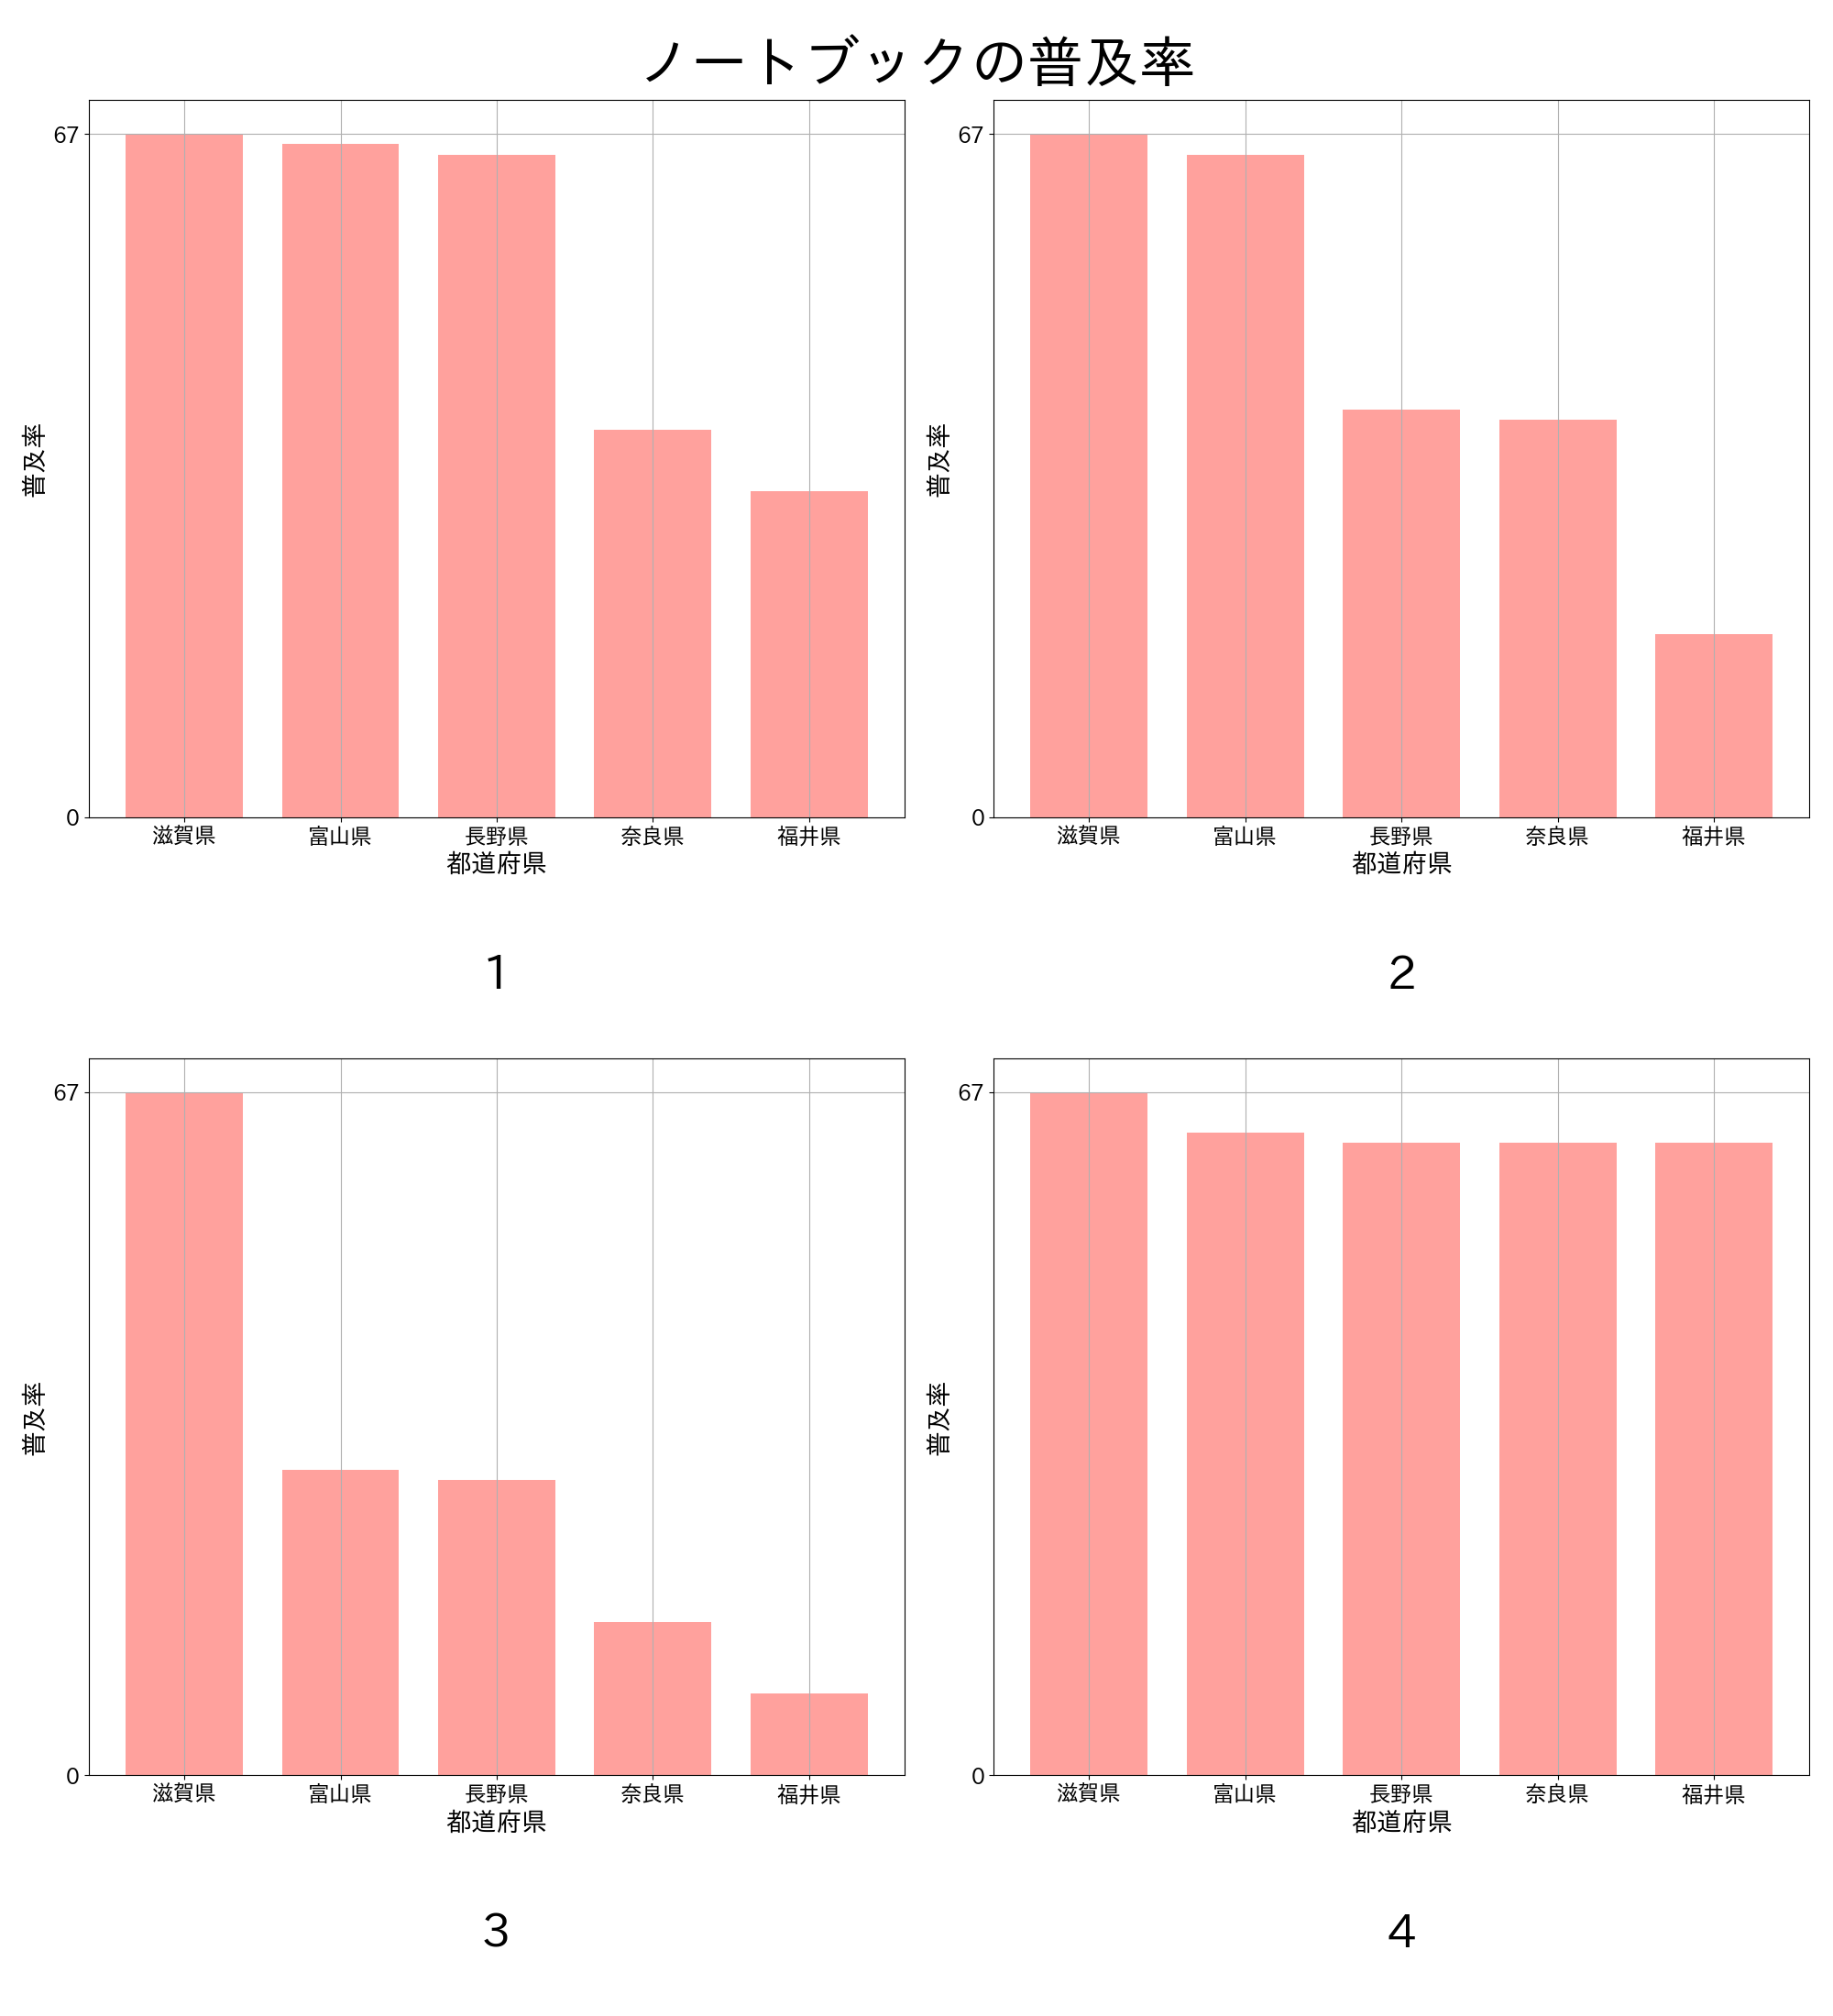 ノートブックの普及率
67
0
普及率
滋賀県 富山県 長野県 奈良県 福井県
都道府県
1
67
0
普及率
滋賀県 富山県 長野県 奈良県 福井県
都道府県
2
67
0
普及率
滋賀県 富山県 長野県 奈良県 福井県
都道府県
3
67
0
普及率
滋賀県 富山県 長野県 奈良県 福井県
都道府県
4